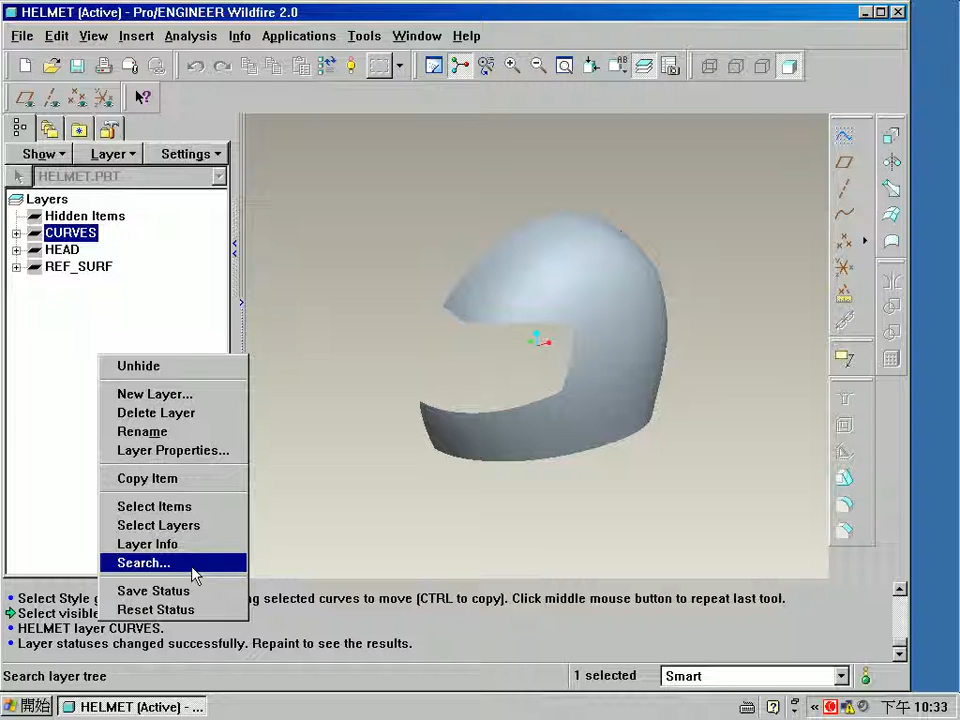 HELMET (Active) - Pro/ENGINEER Wildfire 2.0
File Edit View Insert Analysis Info Applications Tools Window Help
Show Layer Settings
HELMET.PRT
Layers
Hidden Items
CURVES
HEAD
REF_SURF
Unhide
New Layer...
Delete Layer
Rename
Layer Properties...
Copy Item
Select Items
Select Layers
Layer Info
Search...
Save Status
Reset Status
• Select Style g ng selected curves to move (CTRL to copy). Click middle mouse button to repeat last tool.
Select visible
• HELMET layer CURVES.
• Layer statuses changed successfully. Repaint to see the results.
Search layer tree 1 selected Smart
開始 HELMET (Active) - ... « 下午 10:33